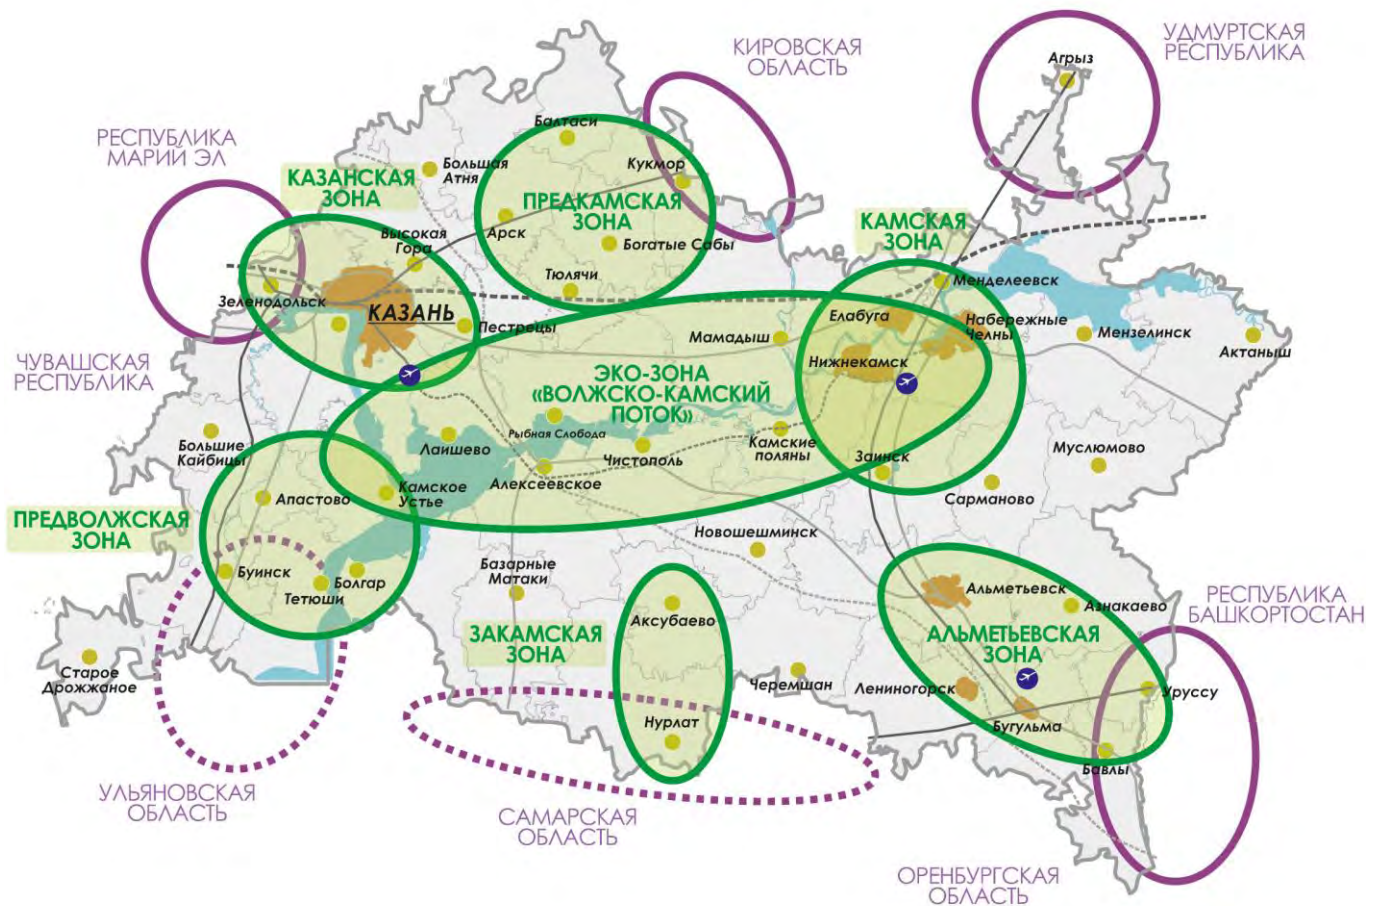 УДМУРТСКАЯ
РЕСПУБЛИКА
КИРОВСКАЯ
ОБЛАСТЬ
Агрыз
РЕСПУБЛИКА
МАРИЙ ЭЛ
Балтаси
КАЗАНСКАЯ
ЗОНА
Большая
Атня
Кукмор
ПРЕДКАМСКАЯ
ЗОНА
КАМСКАЯ
ЗОНА
Высокая
Гора
Арск
Богатые Сабы
Тюлячи
Менделеевск
Зеленодольск
КАЗАНЬ
Пестрецы
Мамадыш
Елабуга
Набережные
Челны
Мензелинск
Актаныш
ЧУВАШСКАЯ
РЕСПУБЛИКА
ЭКО-ЗОНА
«ВОЛЖСКО-КАМСКИЙ
ПОТОК»
Нижнекамск
Большие
Кайбицы
Лаишево
Рыбная Слобода
Чистополь
Камские
поляны
Заинск
Муслюмово
Апастово
Камское
Устье
Алексеевское
Сарманово
ПРЕДВОЛЖСКАЯ
ЗОНА
Новошешминск
Буинск
Тетюши
Болгар
Базарные
Матаки
Альметьевск
Азнакаево
РЕСПУБЛИКА
БАШКОРТОСТАН
ЗАКАМСКАЯ
ЗОНА
Аксубаево
АЛЬМЕТЬЕВСКАЯ
ЗОНА
Старое
Дрожжаное
Черемшан
Лениногорск
Уруссу
Нурлат
Бугульма
Бавлы
УЛЬЯНОВСКАЯ
ОБЛАСТЬ
САМАРСКАЯ
ОБЛАСТЬ
ОРЕНБУРГСКАЯ
ОБЛАСТЬ